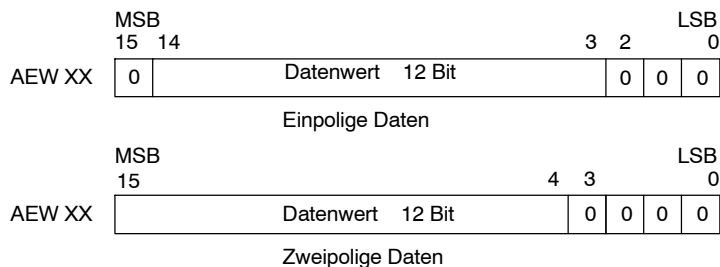 MSB LSB
15 14 3 2 0
AEW XX 0 Datenwert 12 Bit 0 0 0
Einpolige Daten
MSB LSB
15 4 3 0
AEW XX Datenwert 12 Bit 0 0 0 0
Zweipolige Daten